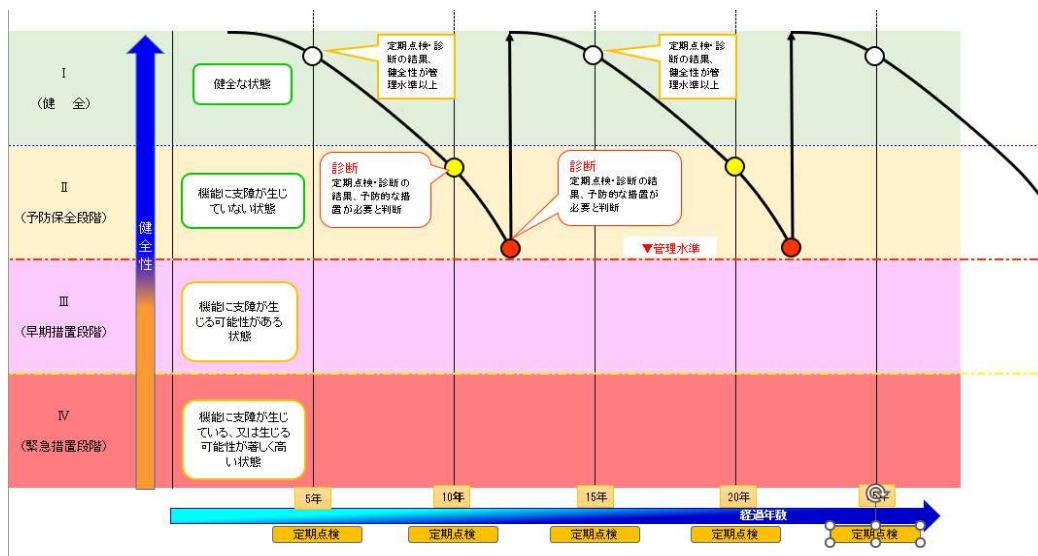 Ⅰ
（健　全）
健全な状態
定期点検・診
断の結果、
健全性が管
理水準以上
定期点検・診
断の結果、
健全性が管
理水準以上
Ⅱ
（予防保全段階）
機能に支障が生じ
ていない状態
診断
定期点検・診断の
結果、予防的な措
置が必要と判断
診断
定期点検・診断の結
果、予防的な措置が
必要と判断
▼管理水準
健全性
Ⅲ
（早期措置段階）
機能に支障が生
じる可能性がある
状態
Ⅳ
（緊急措置段階）
機能に支障が生じ
ている、又は生じる
可能性が著しく高
い状態
5年
10年
15年
20年
年
経過年数
定期点検
定期点検
定期点検
定期点検
定期点検